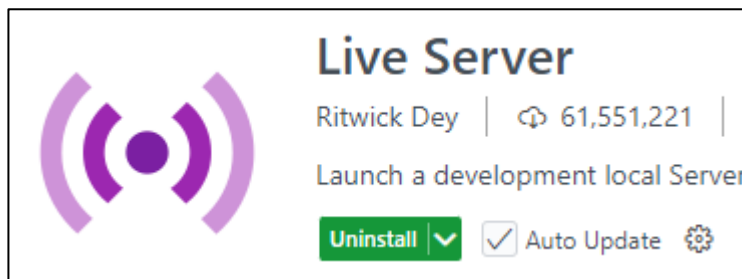 Live Server
Ritwick Dey 61,551,221
Launch a development local Server
Uninstall Auto Update